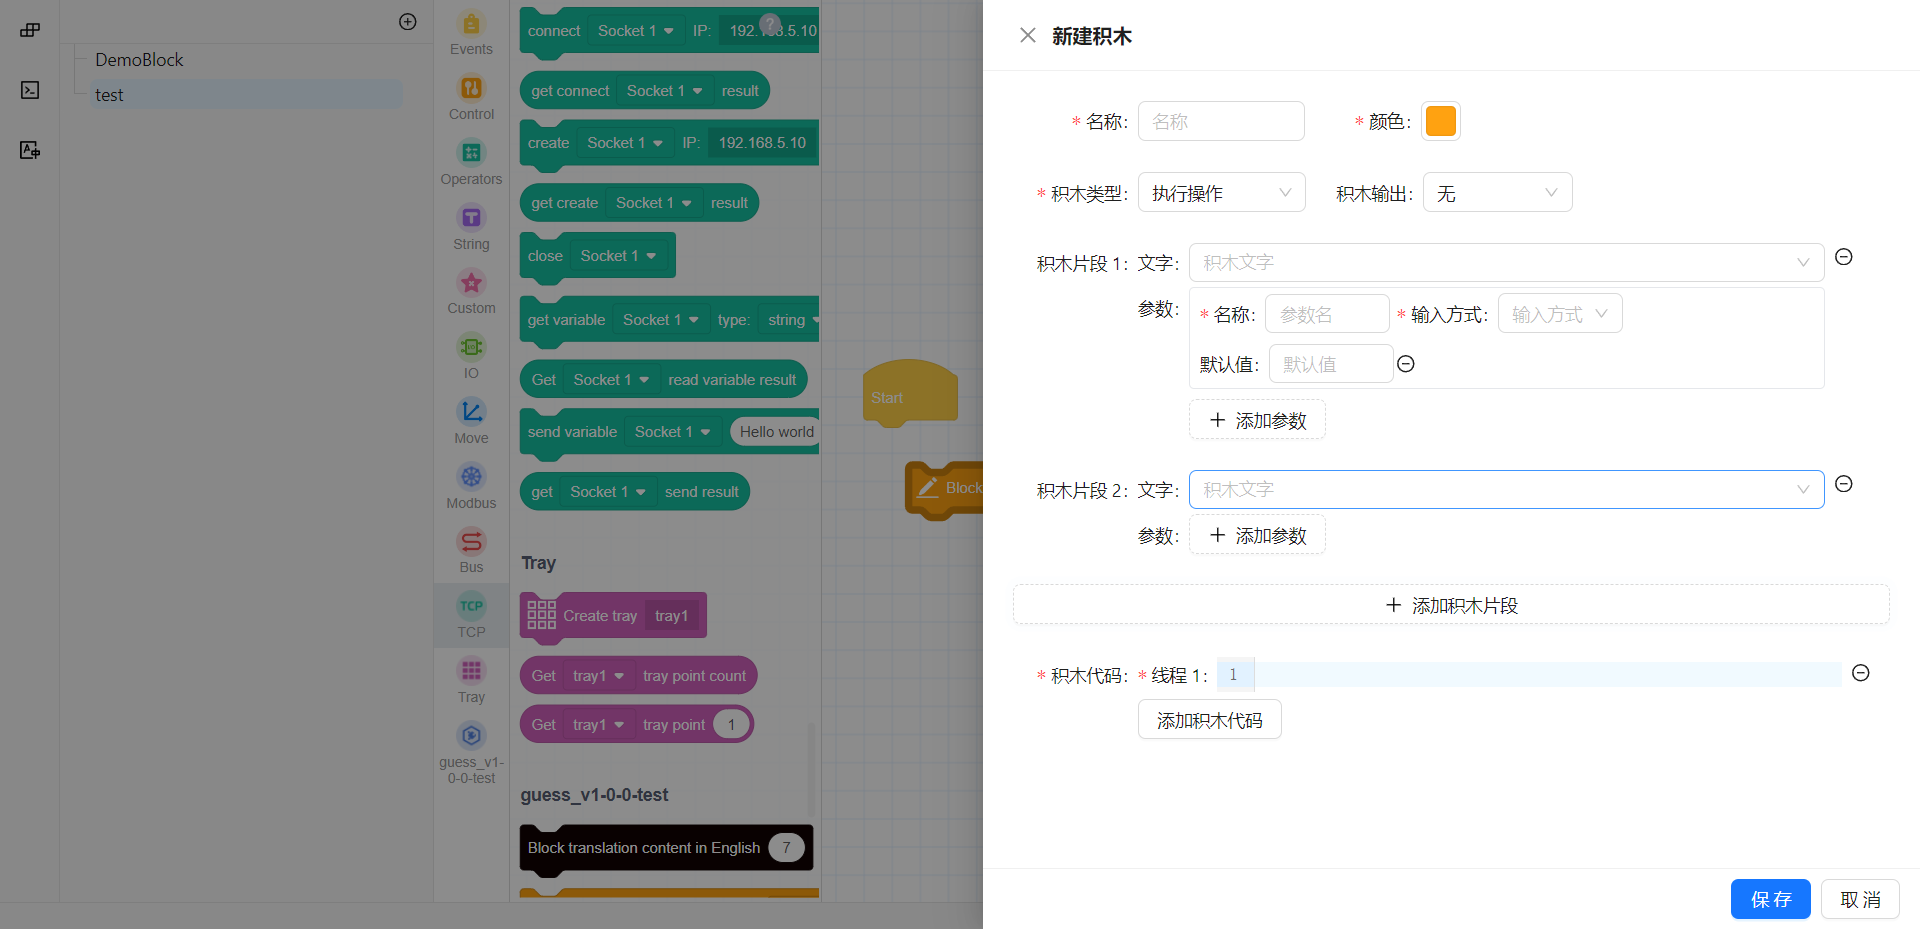 DemoBlock
test
Events
Control
Operators
String
Custom
IO
Move
Modbus
Bus
TCP
TCP
Tray
guess_v1-
0-0-test
connect Socket 1 IP: 192.168.5.10
?
get connect Socket 1 result
create Socket 1 IP: 192.168.5.10
get create Socket 1 result
close Socket 1
get variable Socket 1 type: string
Get Socket 1 read variable result
send variable Socket 1 Hello world
get Socket 1 send result
Tray
Create tray tray1
Get tray1 tray point count
Get tray1 tray point 1
guess_v1-0-0-test
Block translation content in English 7
Start
Block
新建积木
* 名称: 名称 * 颜色:
* 积木类型: 执行操作 积木输出: 无
积木片段 1: 文字: 积木文字
参数: * 名称: 参数名 * 输入方式: 输入方式
默认值: 默认值
添加参数
积木片段 2: 文字: 积木文字
参数: 添加参数
添加积木片段
* 积木代码: * 线程 1: 1
添加积木代码
保存 取消